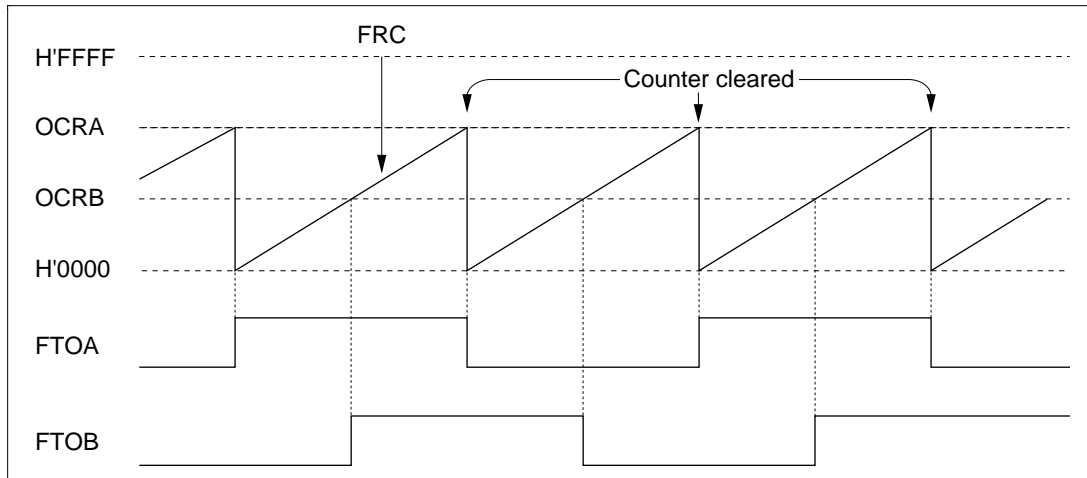 FRC
H'FFFF
Counter cleared
OCRA
OCRB
H'0000
FTOA
FTOB